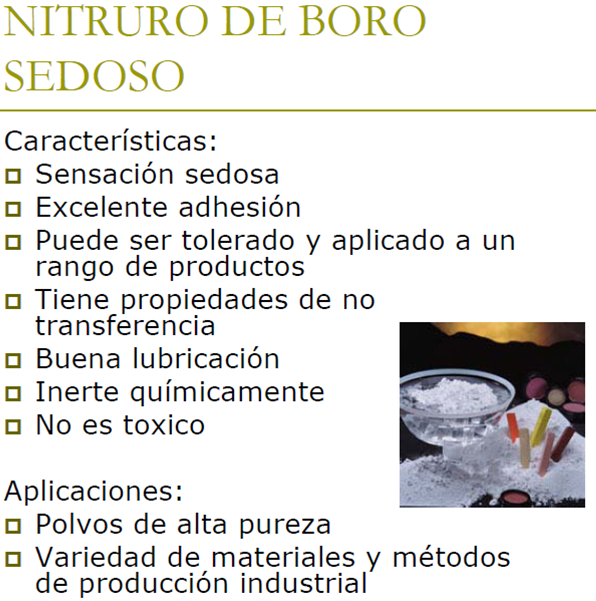 NITRURO DE BORO
SEDOSO
Características:
Sensación sedosa
Excelente adhesión
Puede ser tolerado y aplicado a un
rango de productos
Tiene propiedades de no
transferencia
Buena lubricación
Inerte químicamente
No es toxico
Aplicaciones:
Polvos de alta pureza
Variedad de materiales y métodos
de producción industrial